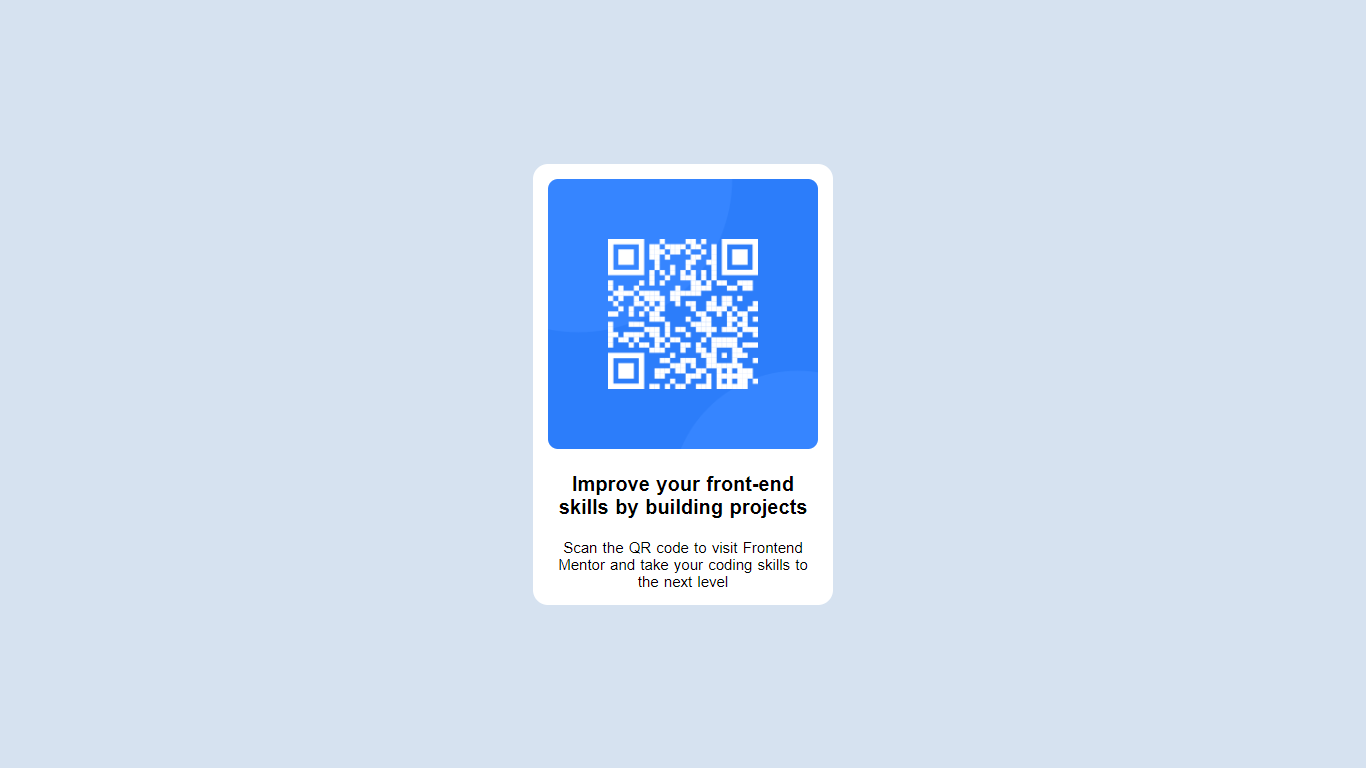 Improve your front-end
skills by building projects
Scan the QR code to visit Frontend
Mentor and take your coding skills to
the next level